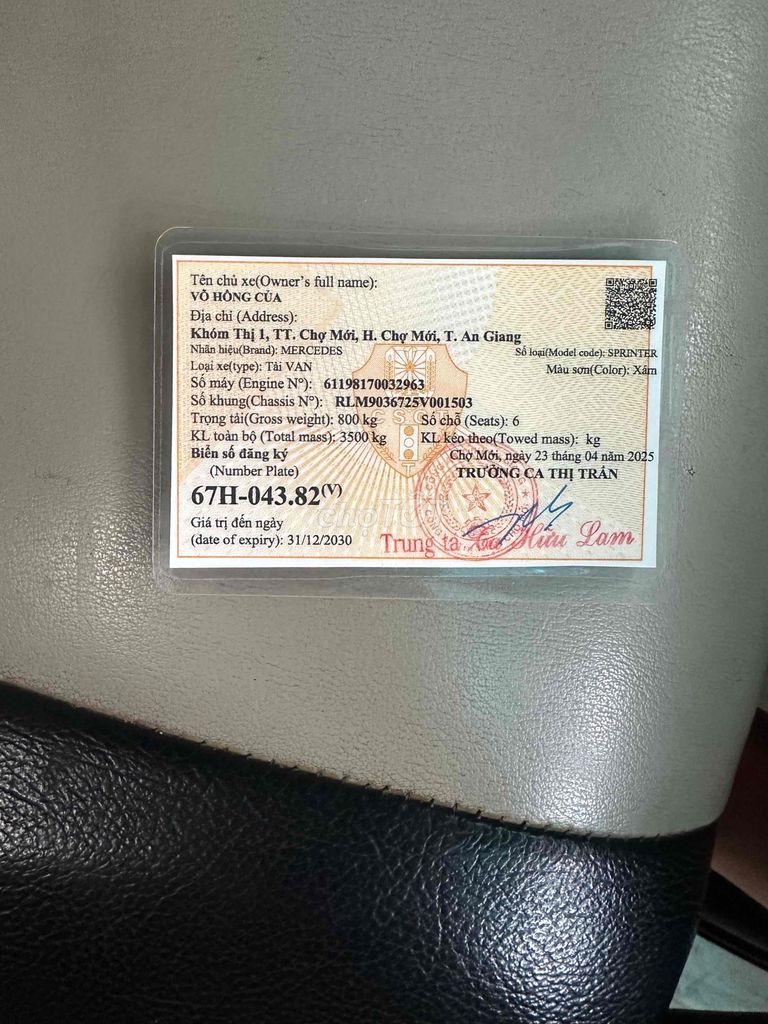 Tên chủ xe(Owner's full name):
VÕ HỒNG CỦA
Địa chỉ (Address):
Khóm Thị 1, TT. Chợ Mới, H. Chợ Mới, T. An Giang
Nhãn hiệu(Brand): MERCEDES Số loại(Model code): SPRINTER
Loại xe(type): Tải VAN Màu sơn(Color): Xám
Số máy (Engine Nº): 61198170032963
Số khung(Chassis Nº): RLM9036725V001503
Trọng tải(Gross weight): 800 kg Số chỗ (Seats): 6
KL toàn bộ (Total mass): 3500 kg KL kéo theo(Towed mass): kg
Biển số đăng ký Chợ Mới, ngày 23 tháng 04 năm 2025
(Number Plate) TRƯỞNG CA THỊ TRẤN
67H-043.82(V)
Giá trị đến ngày
(date of expiry): 31/12/2030 Trung tá Hữu Lam
CSGT